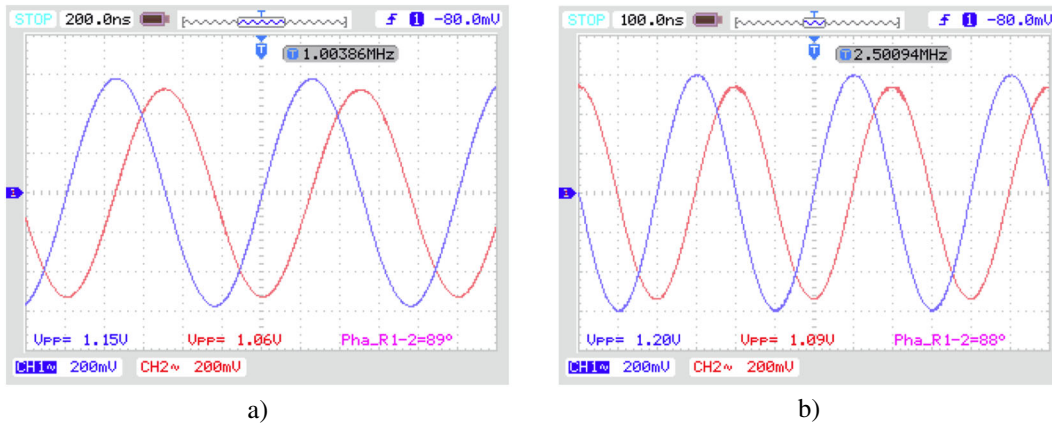 STOP 200.0ns T 1 -80.0mV
T
T 1.00386MHz
1
VPP= 1.15V VPP= 1.06V Pha_R1-2=89°
CH1~ 200mV CH2~ 200mV
a)
STOP 100.0ns T 1 -80.0mV
T
T 2.50094MHz
1
VPP= 1.20V VPP= 1.09V Pha_R1-2=88°
CH1~ 200mV CH2~ 200mV
b)